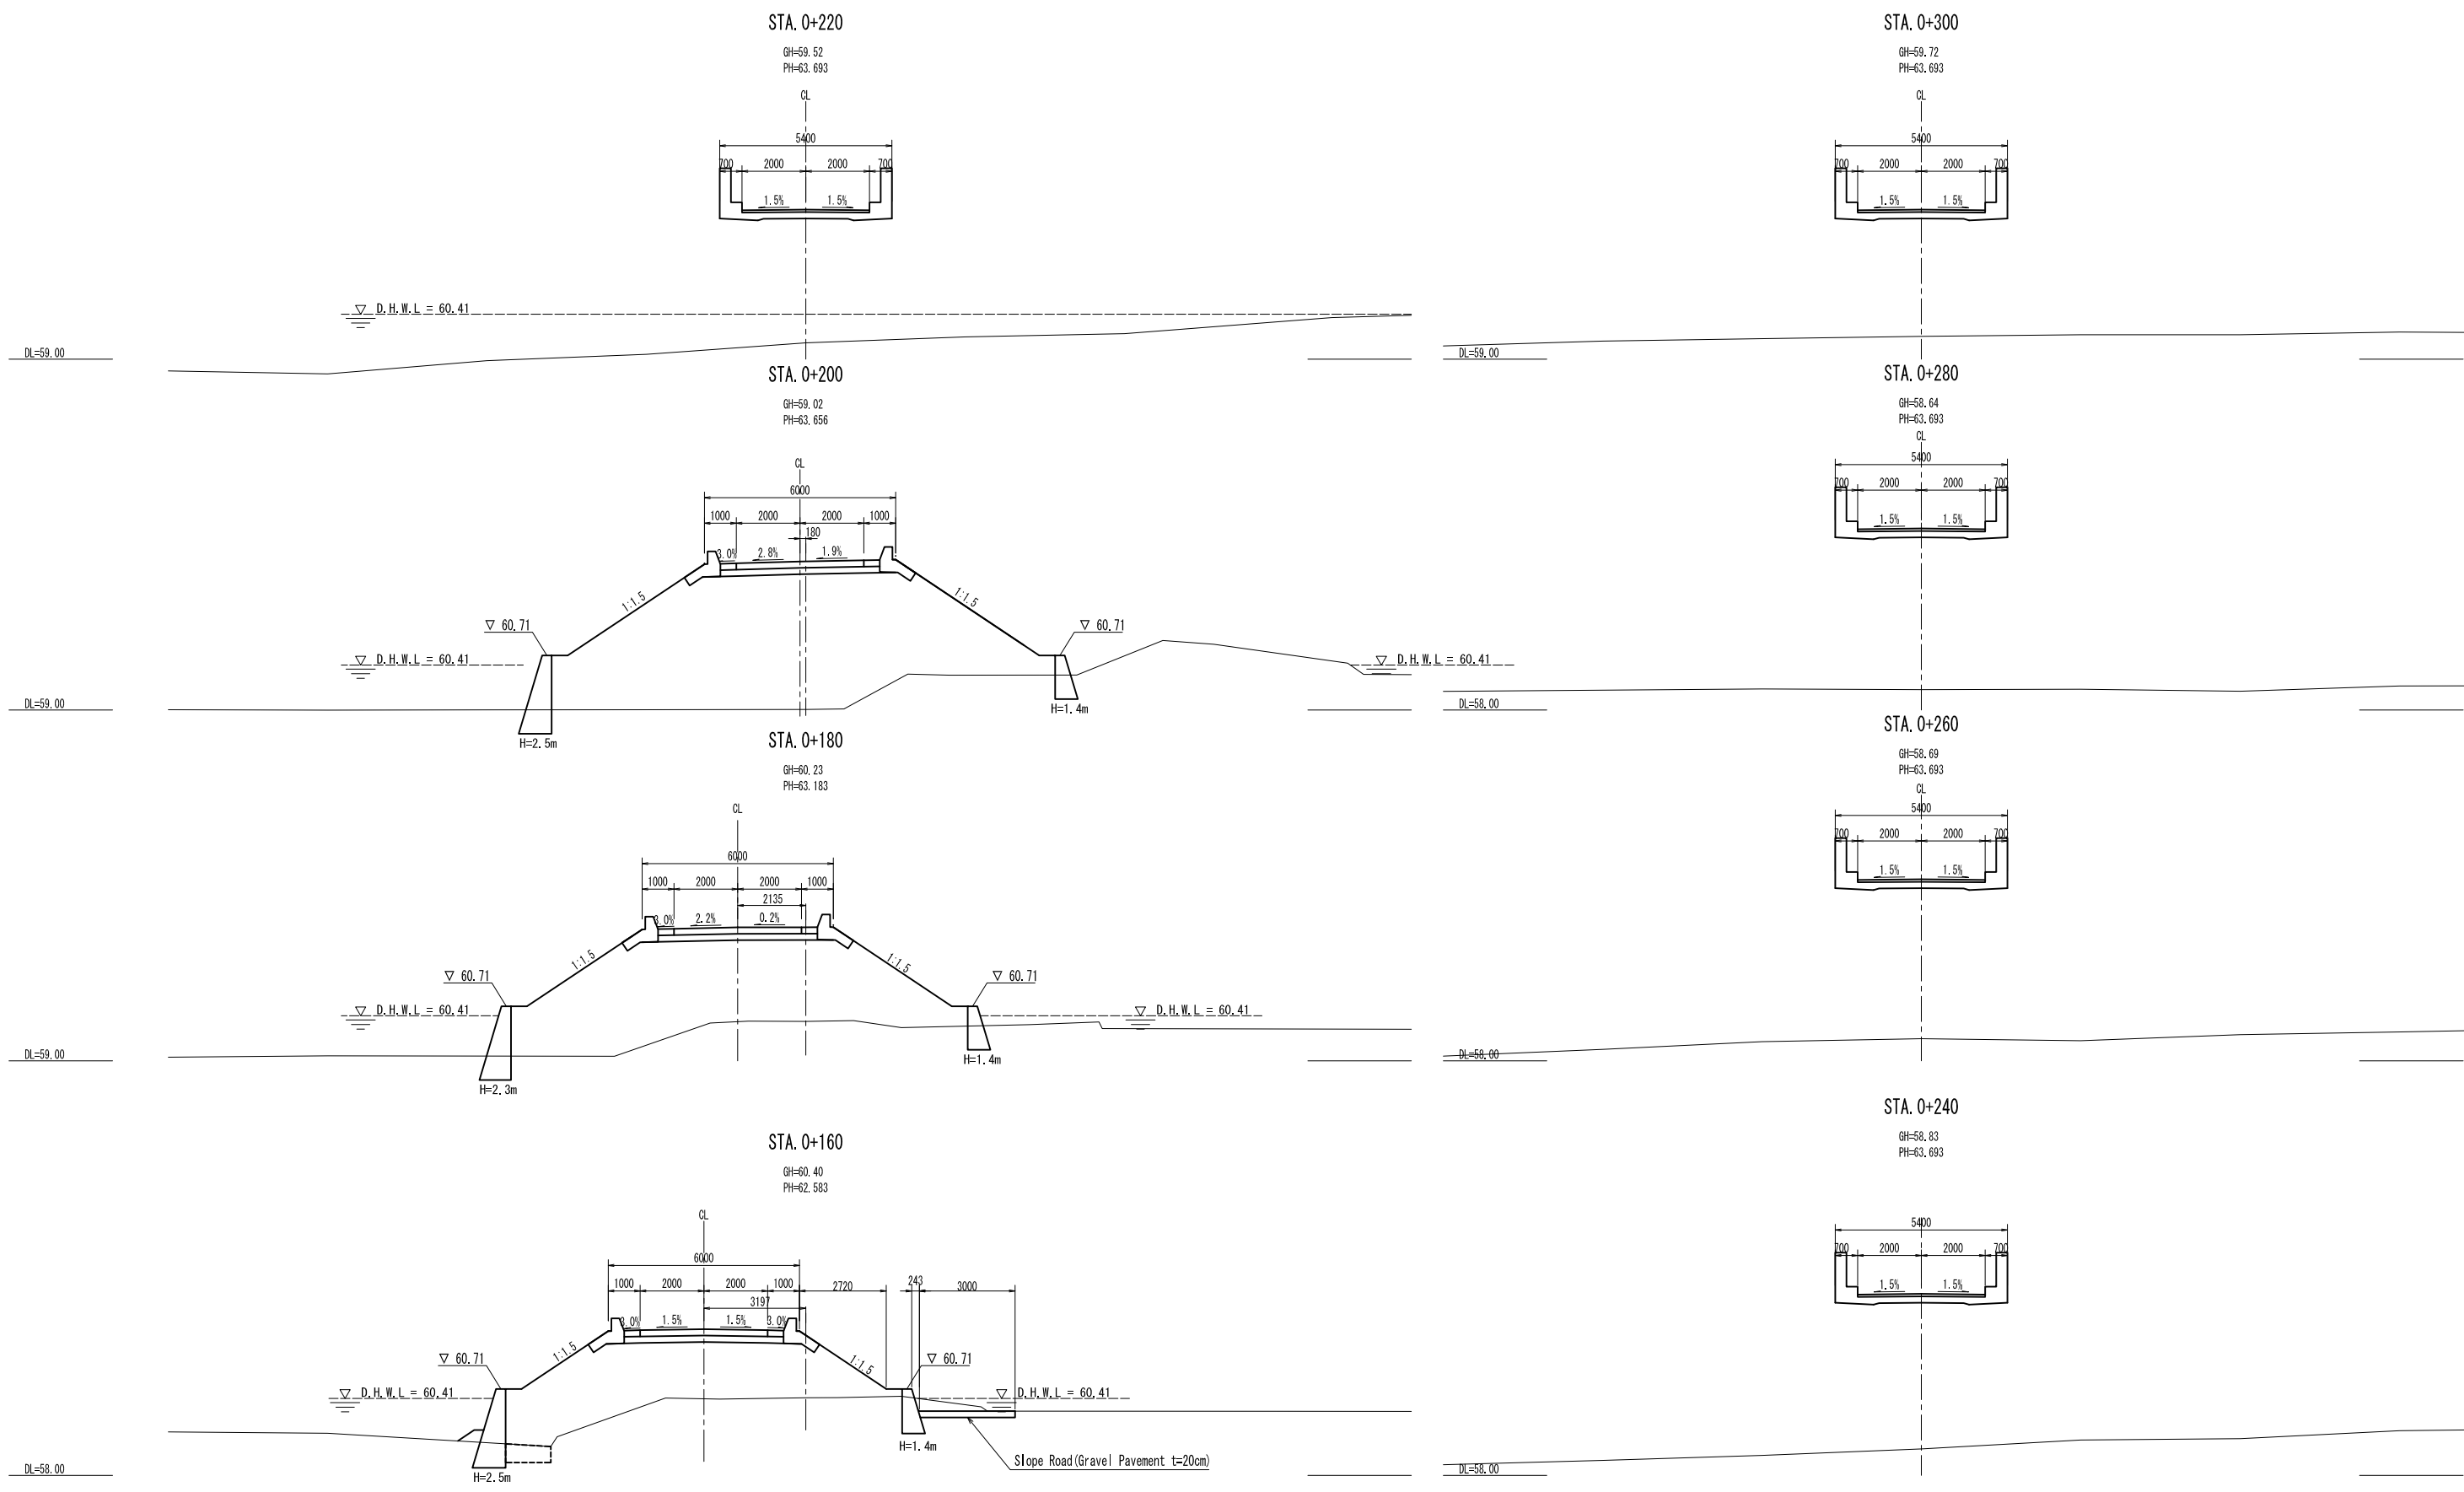 STA. 0+220
GH=59.52
PH=63.693
CL
5400
700 2000 2000 700
1.5% 1.5%
D.H.W.L = 60.41
DL=59.00
STA. 0+200
GH=59.02
PH=63.656
CL
6000
1000 2000 2000 1000
180
3.0% 2.8% 1.9%
1:1.5 1:1.5
60.71 60.71
D.H.W.L = 60.41 D.H.W.L = 60.41
DL=59.00
H=1.4m
H=2.5m
STA. 0+180
GH=60.23
PH=63.183
CL
6000
1000 2000 2000 1000
2135
3.0% 2.2% 0.2%
1:1.5 1:1.5
60.71 60.71
D.H.W.L = 60.41 D.H.W.L = 60.41
DL=59.00
H=1.4m
H=2.3m
STA. 0+160
GH=60.40
PH=62.583
CL
6000
1000 2000 2000 1000 2720 243 3000
3197
3.0% 1.5% 1.5% 3.0%
1:1.5 1:1.5
60.71 60.71
D.H.W.L = 60.41 D.H.W.L = 60.41
H=1.4m
Slope Road(Gravel Pavement t=20cm)
DL=58.00
H=2.5m
STA. 0+300
GH=59.72
PH=63.693
CL
5400
700 2000 2000 700
1.5% 1.5%
DL=59.00
STA. 0+280
GH=58.64
PH=63.693
CL
5400
700 2000 2000 700
1.5% 1.5%
DL=58.00
STA. 0+260
GH=58.69
PH=63.693
CL
5400
700 2000 2000 700
1.5% 1.5%
DL=58.00
STA. 0+240
GH=58.83
PH=63.693
5400
700 2000 2000 700
1.5% 1.5%
DL=58.00